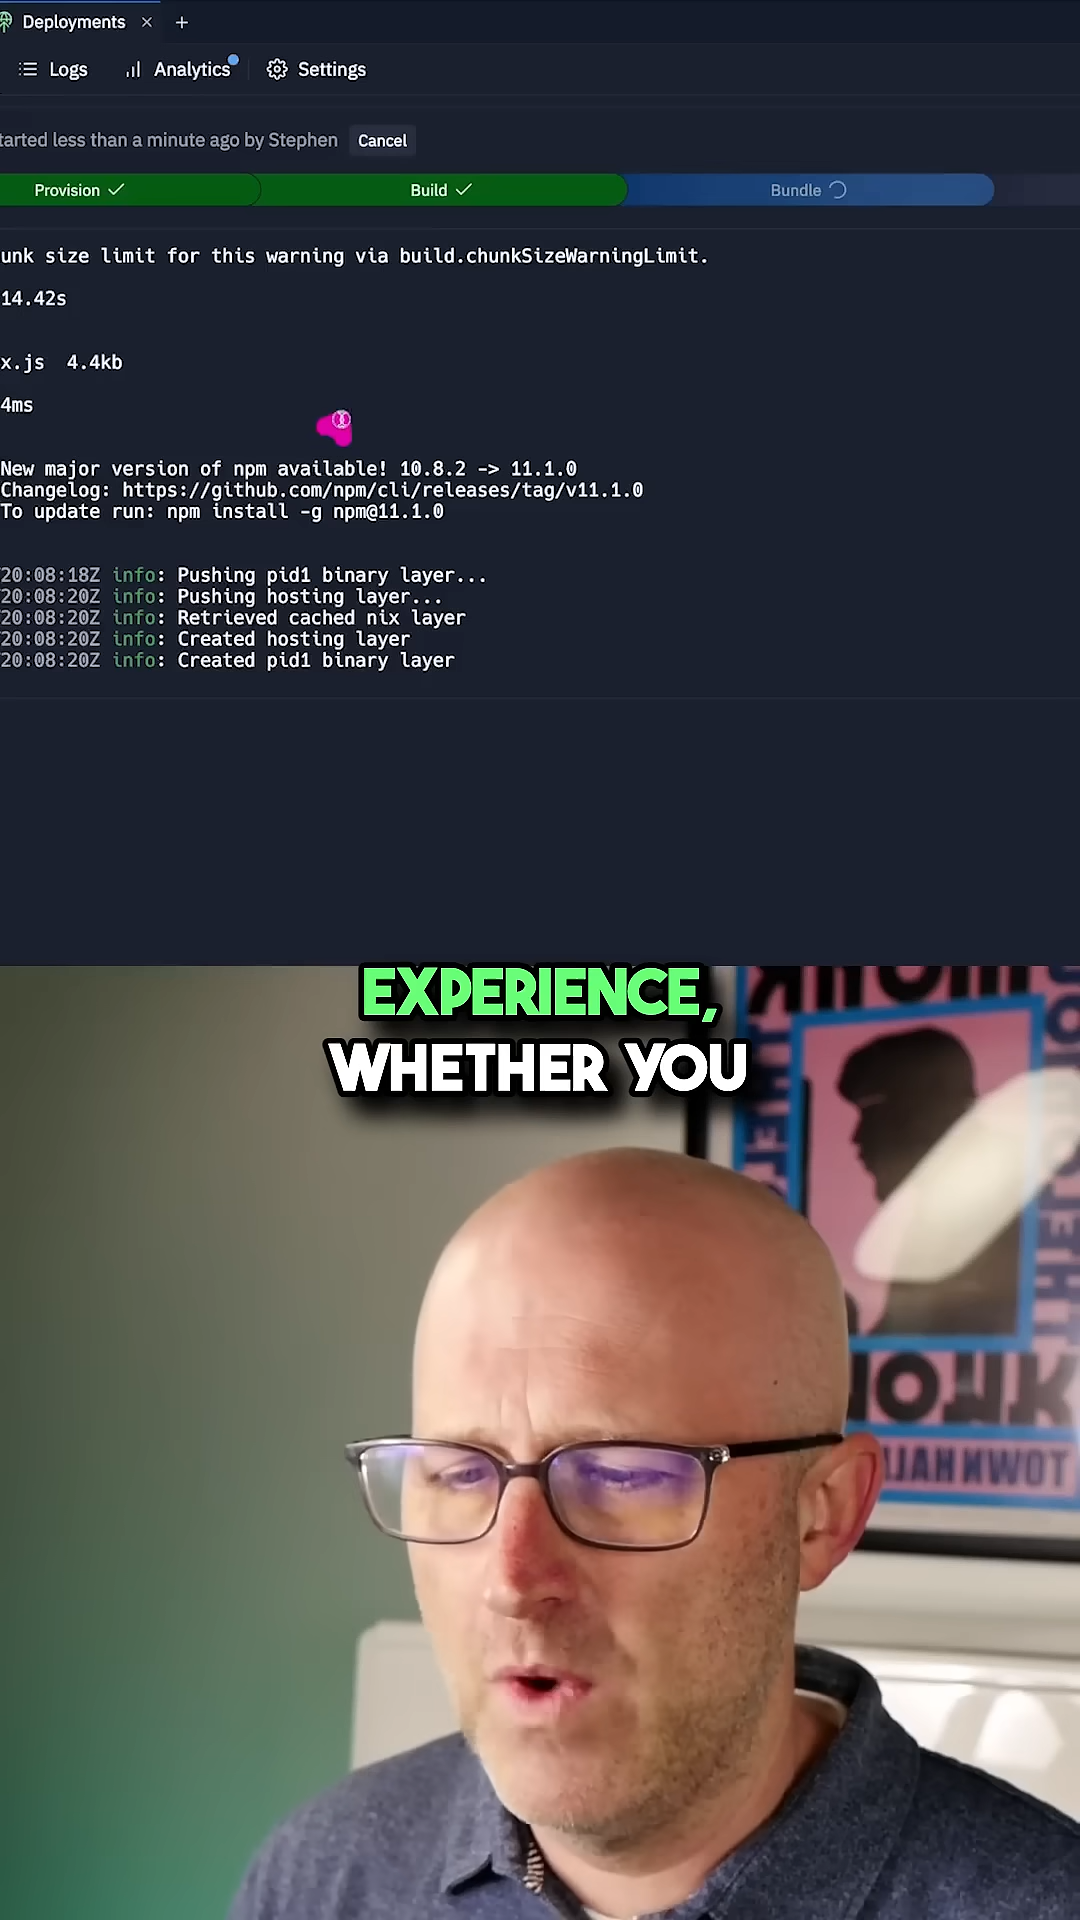 Deployments × +
Logs Analytics Settings
tarted less than a minute ago by Stephen Cancel
Provision Build Bundle
unk size limit for this warning via build.chunkSizeWarningLimit.
14.42s
x.js 4.4kb
4ms
New major version of npm available! 10.8.2 -> 11.1.0
Changelog: https://github.com/npm/cli/releases/tag/v11.1.0
To update run: npm install -g npm@11.1.0
20:08:18Z info: Pushing pid1 binary layer...
20:08:20Z info: Pushing hosting layer...
20:08:20Z info: Retrieved cached nix layer
20:08:20Z info: Created hosting layer
20:08:20Z info: Created pid1 binary layer
EXPERIENCE,
WHETHER YOU